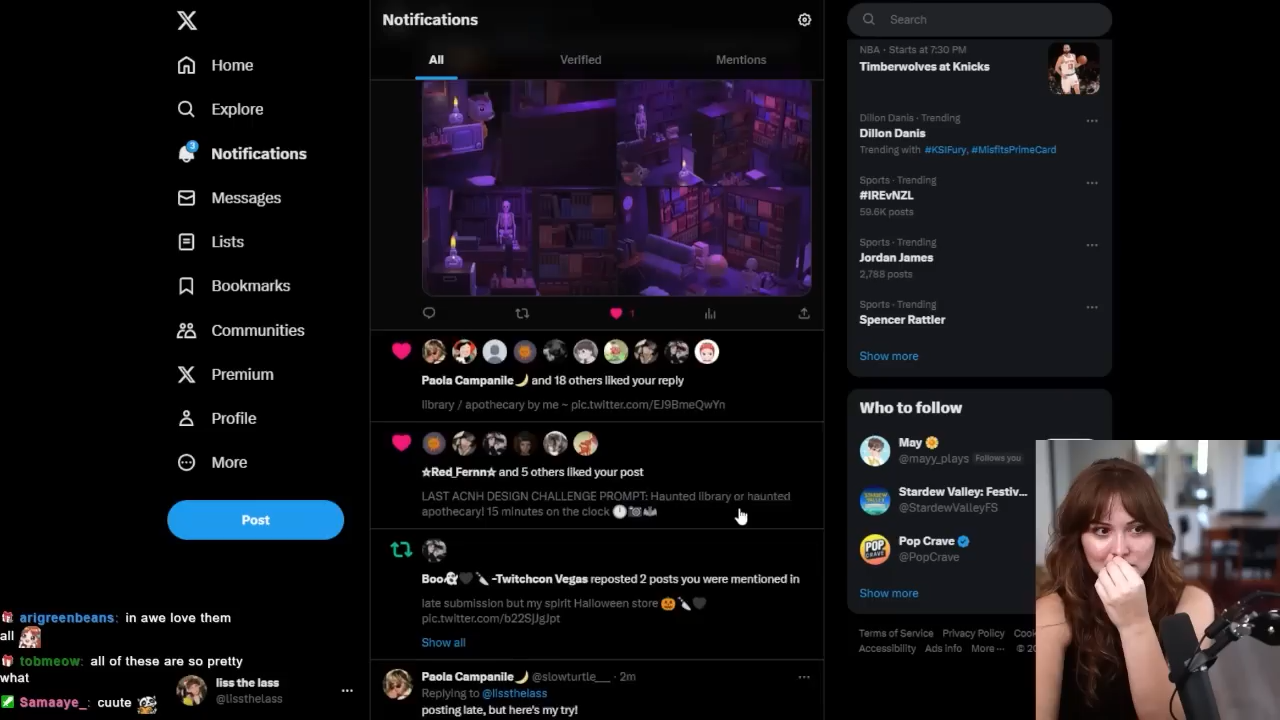 Home
Explore
3
Notifications
Messages
Lists
Bookmarks
Communities
Premium
Profile
More
Post
arigreenbeans: in awe love them
all
tobmeow: all of these are so pretty
what
Samaaye_: cuute
liss the lass
@lissthelass
Notifications
All
Verified
Mentions
1
Paola Campanile and 18 others liked your reply
library / apothecary by me ~ pic.twitter.com/EJ9BmeQwYn
☆Red_Fernn☆ and 5 others liked your post
LAST ACNH DESIGN CHALLENGE PROMPT: Haunted library or haunted
apothecary! 15 minutes on the clock
Boo -Twitchcon Vegas reposted 2 posts you were mentioned in
late submission but my spirit Halloween store
pic.twitter.com/b22SjJgJpt
Show all
Paola Campanile @slowturtle__ · 2m
Replying to @lissthelass
posting late, but here's my try!
Search
NBA · Starts at 7:30 PM
Timberwolves at Knicks
Dillon Danis · Trending
Dillon Danis
Trending with #KSIFury, #MisfitsPrimeCard
Sports · Trending
#IREvNZL
59.6K posts
Sports · Trending
Jordan James
2,788 posts
Sports · Trending
Spencer Rattler
Show more
Who to follow
May
@mayy_plays Follows you
Stardew Valley: Festiv...
@StardewValleyFS
POP CRAVE
Pop Crave
@PopCrave
Show more
Terms of Service Privacy Policy
Accessibility Ads info More ···